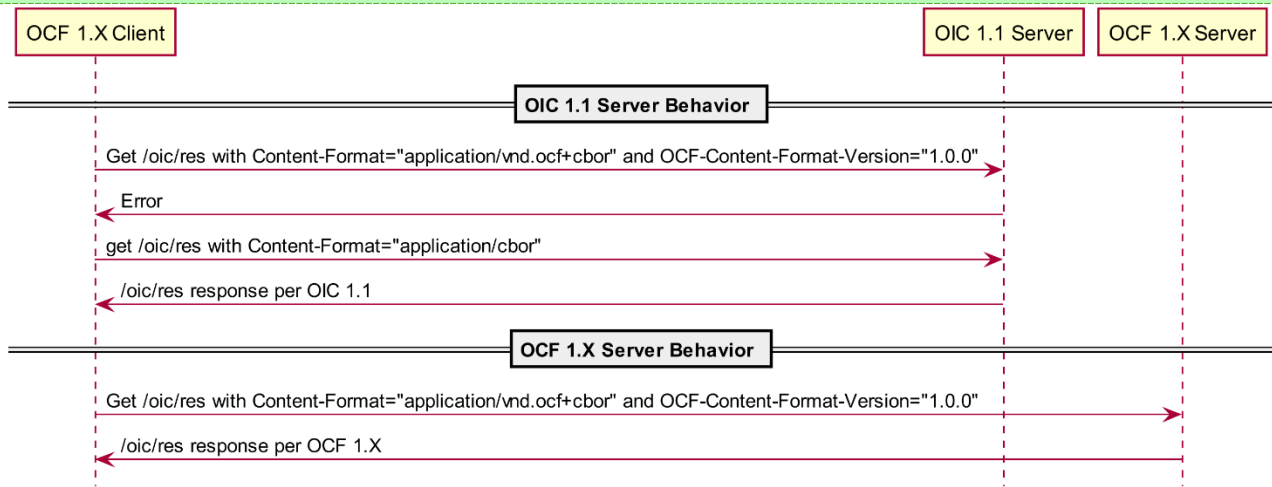 OCF 1.X Client
OIC 1.1 Server
OCF 1.X Server
OIC 1.1 Server Behavior
Get /oic/res with Content-Format="application/vnd.ocf+cbor" and OCF-Content-Format-Version="1.0.0"
Error
get /oic/res with Content-Format="application/cbor"
/oic/res response per OIC 1.1
OCF 1.X Server Behavior
Get /oic/res with Content-Format="application/vnd.ocf+cbor" and OCF-Content-Format-Version="1.0.0"
/oic/res response per OCF 1.X